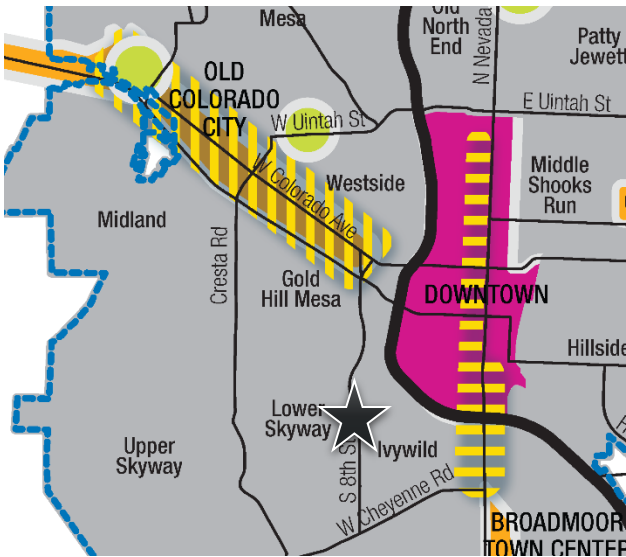 Mesa
Old
North
End
N Nevada
Patty
Jewett
OLD
COLORADO
CITY
E Uintah St
W Uintah St
W Colorado Ave
Westside
Middle
Shooks
Run
Midland
Cresta Rd
Gold
Hill Mesa
DOWNTOWN
Hillside
Lower
Skyway
Upper
Skyway
S 8th St
Ivywild
W Cheyenne Rd
BROADMOOR
TOWN CENTER